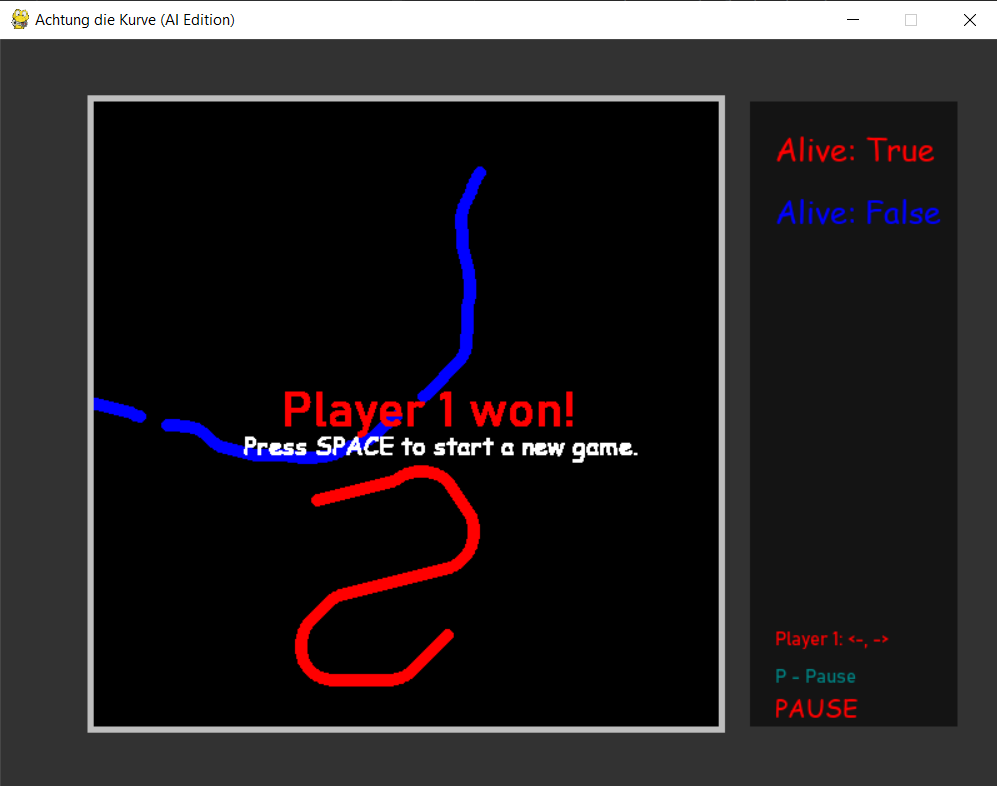 Achtung die Kurve (AI Edition)
Alive: True
Alive: False
Player 1 won!
Press SPACE to start a new game.
Player 1: <-, ->
P - Pause
PAUSE